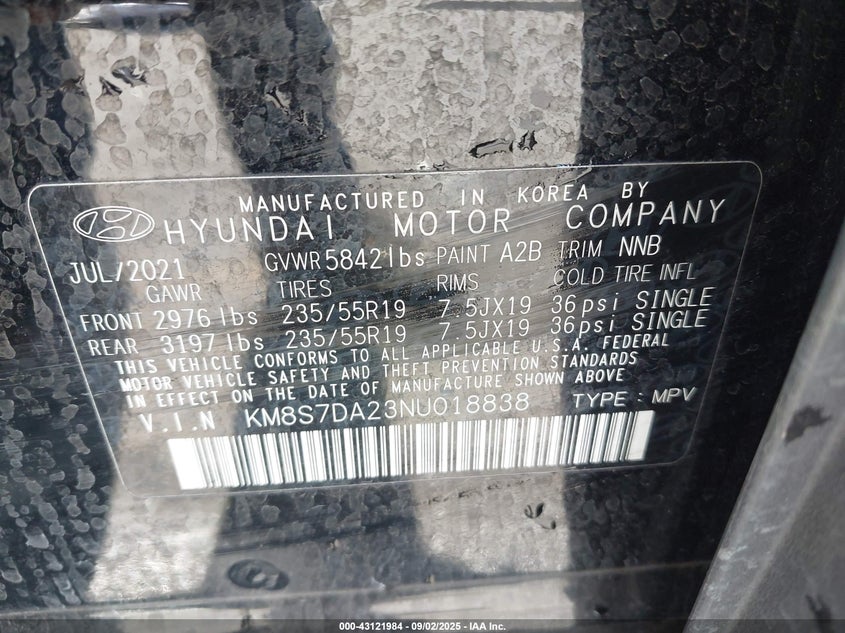 MANUFACTURED IN KOREA BY
HYUNDAI MOTOR COMPANY
JUL/2021 GVWR 5842lbs PAINT A2B TRIM NNB
GAWR TIRES RIMS COLD TIRE INFL
FRONT 2976 lbs 235/55R19 7.5JX19 36psi SINGLE
REAR 3197 lbs 235/55R19 7.5JX19 36psi SINGLE
THIS VEHICLE CONFORMS TO ALL APPLICABLE U.S.A. FEDERAL
MOTOR VEHICLE SAFETY AND THEFT PREVENTION STANDARDS
IN EFFECT ON THE DATE OF MANUFACTURE SHOWN ABOVE
V.I.N KM8S7DA23NU018838 TYPE : MPV
000-43121984 - 09/02/2025 - IAA Inc.